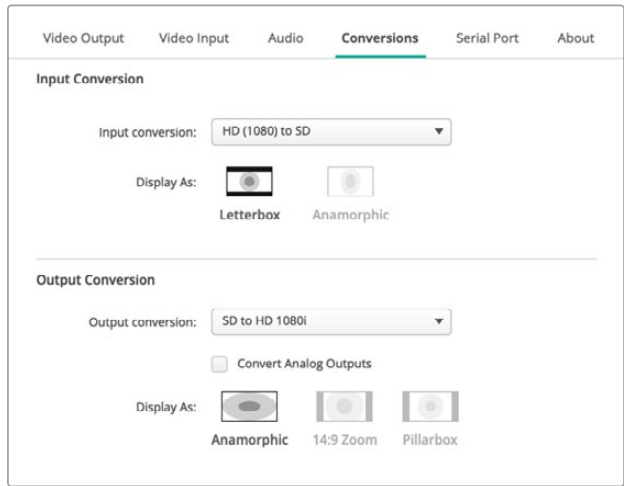 Video Output Video Input Audio Conversions Serial Port About
Input Conversion
Input conversion: HD (1080) to SD
Display As:
Letterbox Anamorphic
Output Conversion
Output conversion: SD to HD 1080i
Convert Analog Outputs
Display As:
Anamorphic 14:9 Zoom Pillarbox